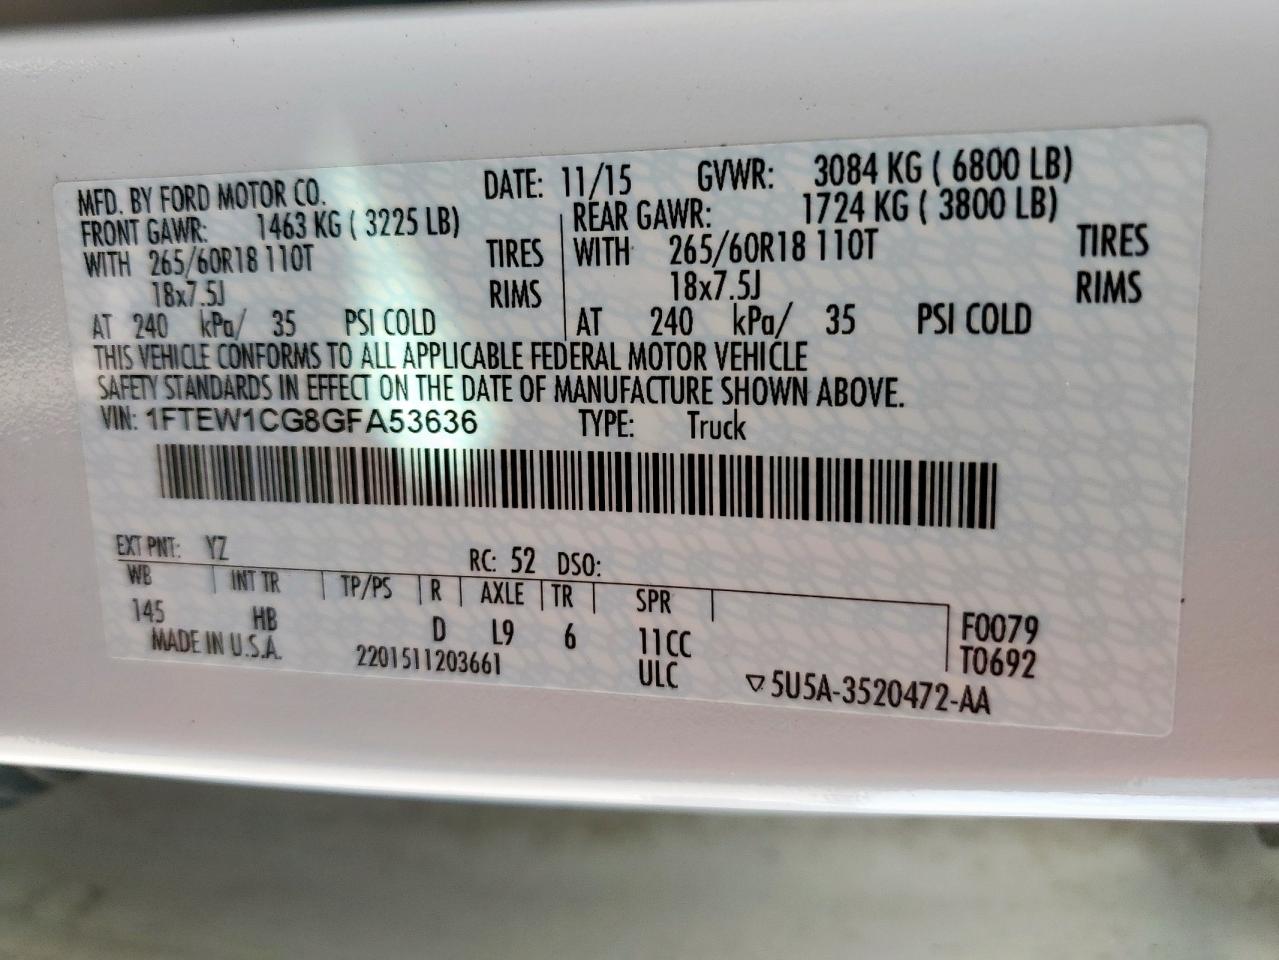 MFD. BY FORD MOTOR CO. DATE: 11/15 GVWR: 3084 KG ( 6800 LB)
FRONT GAWR: 1463 KG ( 3225 LB) REAR GAWR: 1724 KG ( 3800 LB)
WITH 265/60R18 110T TIRES WITH 265/60R18 110T TIRES
18x7.5J RIMS 18x7.5J RIMS
AT 240 kPa/ 35 PSI COLD AT 240 kPa/ 35 PSI COLD
THIS VEHICLE CONFORMS TO ALL APPLICABLE FEDERAL MOTOR VEHICLE
SAFETY STANDARDS IN EFFECT ON THE DATE OF MANUFACTURE SHOWN ABOVE.
VIN: 1FTEW1CG8GFA53636 TYPE: Truck
EXT PNT: YZ RC: 52 DSO:
WB INT TR TP/PS R AXLE TR SPR
145 HB D L9 6 11CC F0079
MADE IN U.S.A. 2201511203661 ULC T0692
▽5U5A-3520472-AA